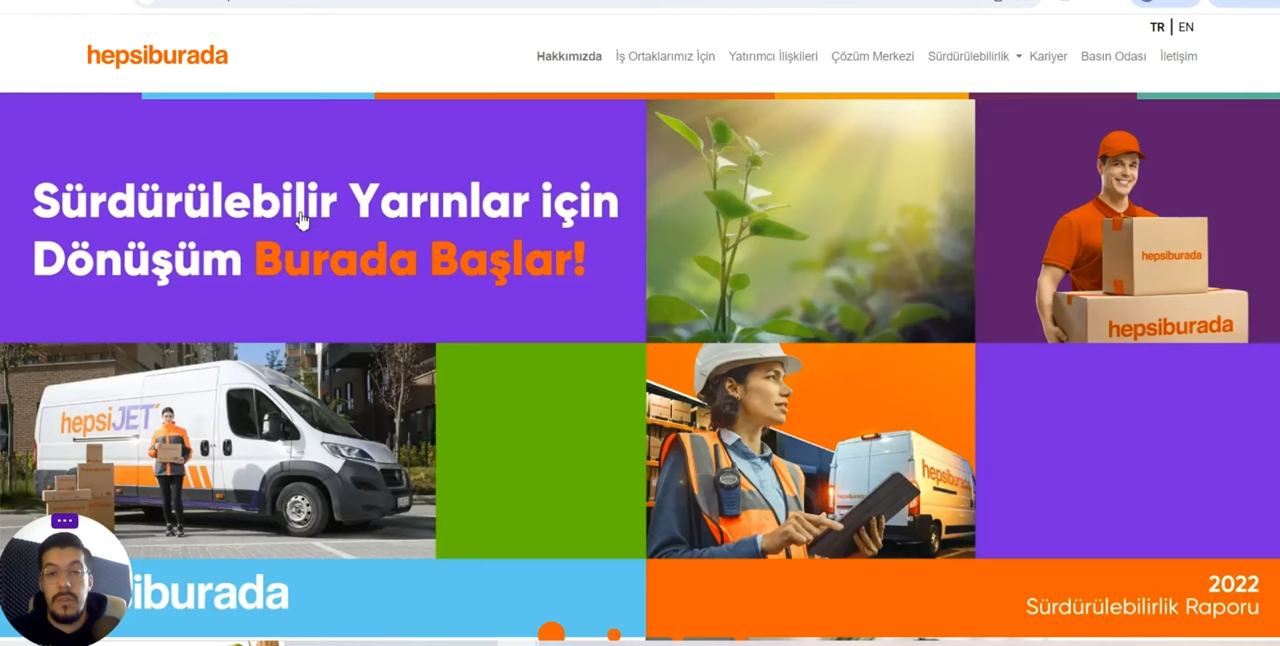 TR | EN
hepsiburada
Hakkımızda İş Ortaklarımız İçin Yatırımcı İlişkileri Çözüm Merkezi Sürdürülebilirlik Kariyer Basın Odası İletişim
Sürdürülebilir Yarınlar için
Dönüşüm Burada Başlar!
hepsiburada
hepsiburada
hepsiJET
hepsiburada
hepsiburada
iburada
2022
Sürdürülebilirlik Raporu